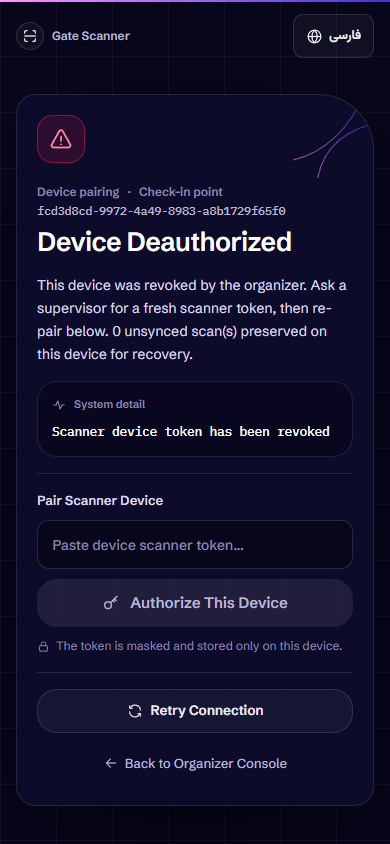 Gate Scanner
فارسی
Device pairing · Check-in point
fcd3d8cd-9972-4a49-8983-a8b1729f65f0
Device Deauthorized
This device was revoked by the organizer. Ask a
supervisor for a fresh scanner token, then re-
pair below. 0 unsynced scan(s) preserved on
this device for recovery.
System detail
Scanner device token has been revoked
Pair Scanner Device
Paste device scanner token...
Authorize This Device
The token is masked and stored only on this device.
Retry Connection
Back to Organizer Console